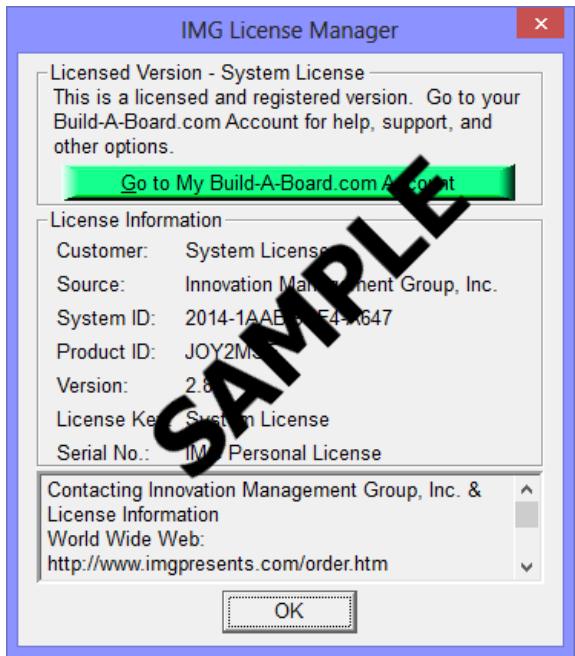 IMG License Manager
Licensed Version - System License
This is a licensed and registered version. Go to your
Build-A-Board.com Account for help, support, and
other options.
Go to My Build-A-Board.com Account
License Information
Customer: System License
Source: Innovation Management Group, Inc.
System ID:
Product ID:
Version:
License Key: System License
Serial No.: IMG Personal License
Contacting Innovation Management Group, Inc. &
License Information
World Wide Web:
http://www.imgpresents.com/order.htm
OK
SAMPLE